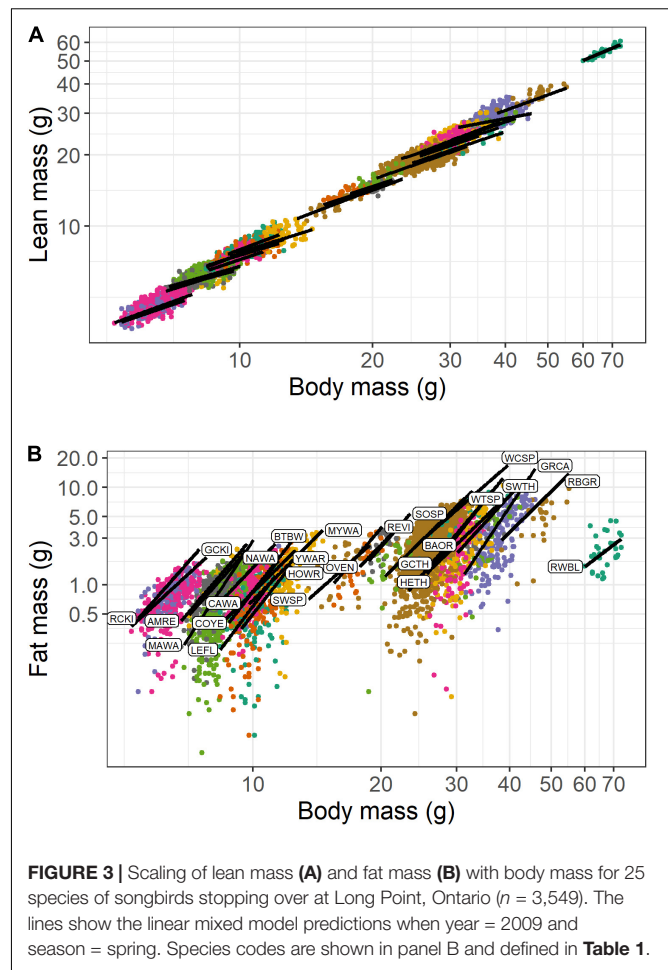 A
60
50
40
30
20
10
Lean mass (g)
10 20 30 40 50 60 70
Body mass (g)
B
20.0
10.0
5.0
3.0
1.0
0.5
Fat mass (g)
WCSP
GRCA
SWTH
RBGR
WTSP
SOSP
MYWA
REVI
BTBW
GCKI
NAWA
YWAR
BAOR
OVEN
GCTH
RWBL
HOWR
HETH
SWSP
CAWA
RCKI
AMRE
COYE
MAWA
LEFL
10 20 30 40 50 60 70
Body mass (g)
FIGURE 3 | Scaling of lean mass (A) and fat mass (B) with body mass for 25
species of songbirds stopping over at Long Point, Ontario (n = 3,549). The
lines show the linear mixed model predictions when year = 2009 and
season = spring. Species codes are shown in panel B and defined in Table 1.